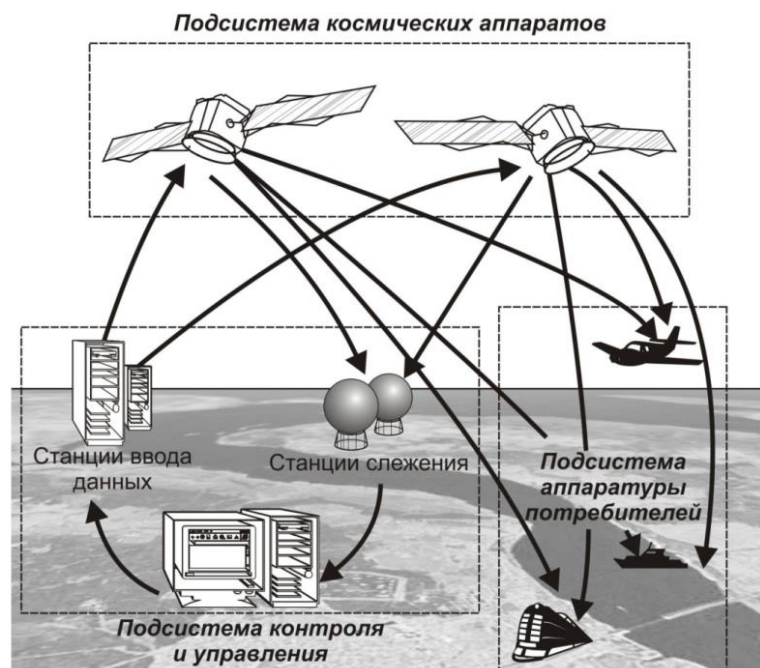 Подсистема космических аппаратов
Станции ввода
данных
Станции слежения
Подсистема
аппаратуры
потребителей
Подсистема контроля
и управления